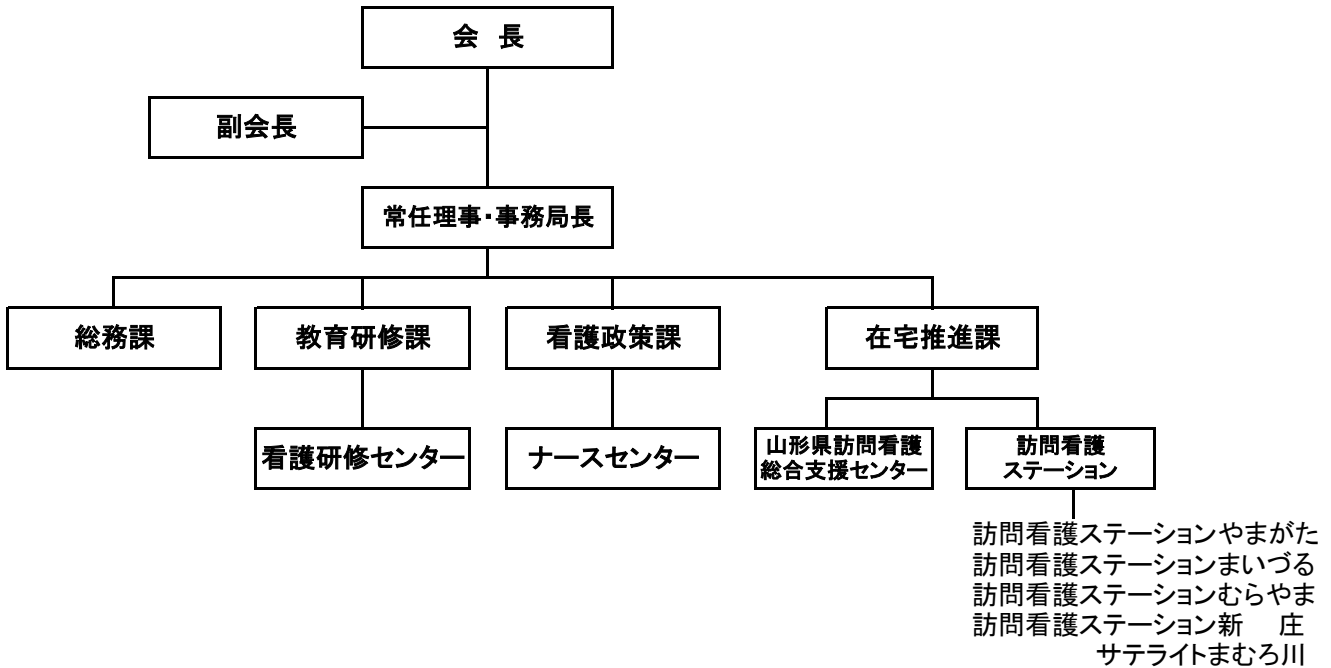 会 長
副会長
常任理事・事務局長
総務課
教育研修課
看護政策課
在宅推進課
看護研修センター
ナースセンター
山形県訪問看護
総合支援センター
訪問看護
ステーション
訪問看護ステーションやまがた
訪問看護ステーションまいづる
訪問看護ステーションむらやま
訪問看護ステーション新 庄
サテライトまむろ川